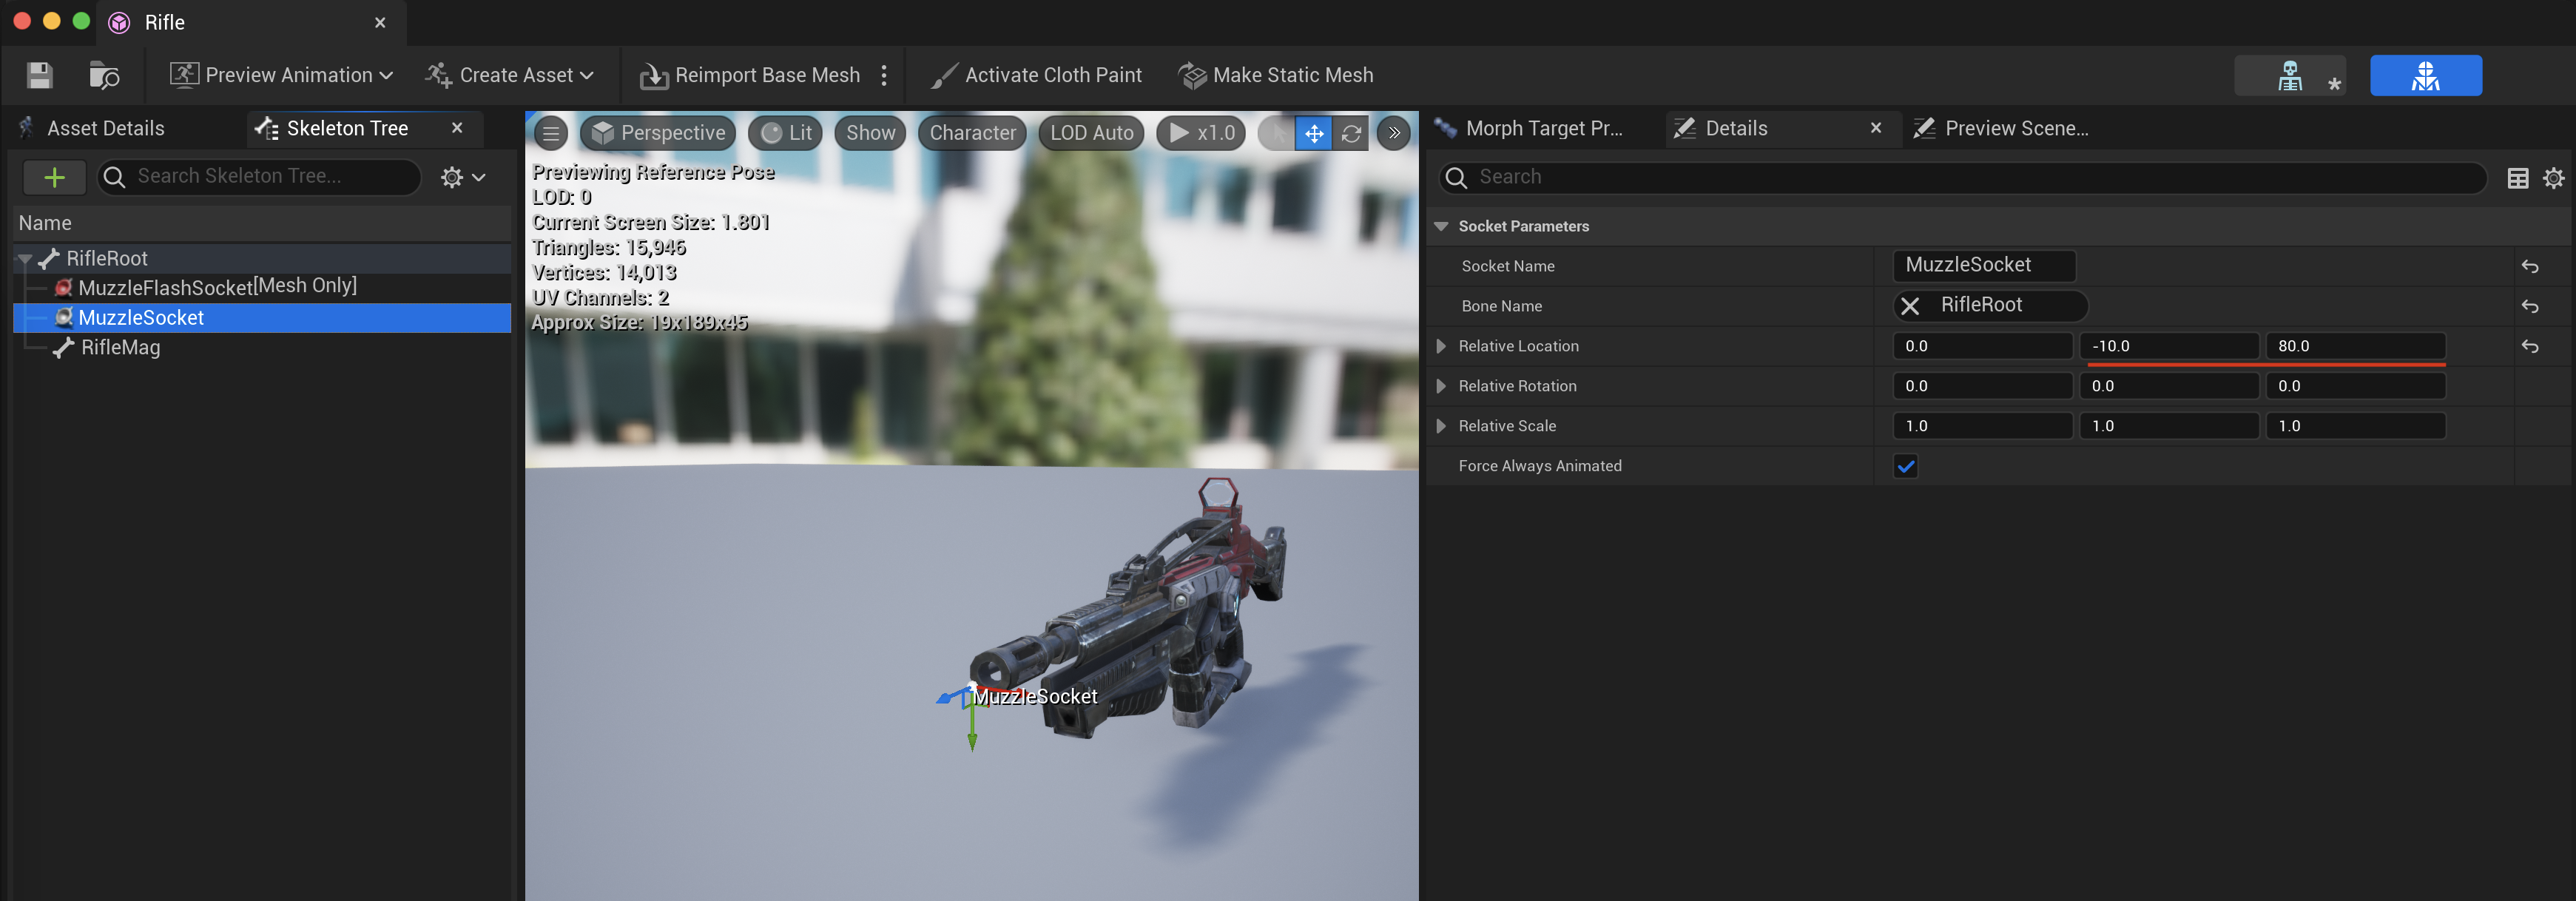 Rifle
Preview Animation
Create Asset
Reimport Base Mesh
Activate Cloth Paint
Make Static Mesh
Asset Details
Skeleton Tree
Search Skeleton Tree...
Name
RifleRoot
MuzzleFlashSocket[Mesh Only]
MuzzleSocket
RifleMag
Perspective
Lit
Show
Character
LOD Auto
x1.0
Previewing Reference Pose
LOD: 0
Current Screen Size: 1.801
Triangles: 15,946
Vertices: 14,013
UV Channels: 2
Approx Size: 19x189x45
MuzzleSocket
Morph Target Pr...
Details
Preview Scene...
Search
Socket Parameters
Socket Name MuzzleSocket
Bone Name RifleRoot
Relative Location 0.0 -10.0 80.0
Relative Rotation 0.0 0.0 0.0
Relative Scale 1.0 1.0 1.0
Force Always Animated